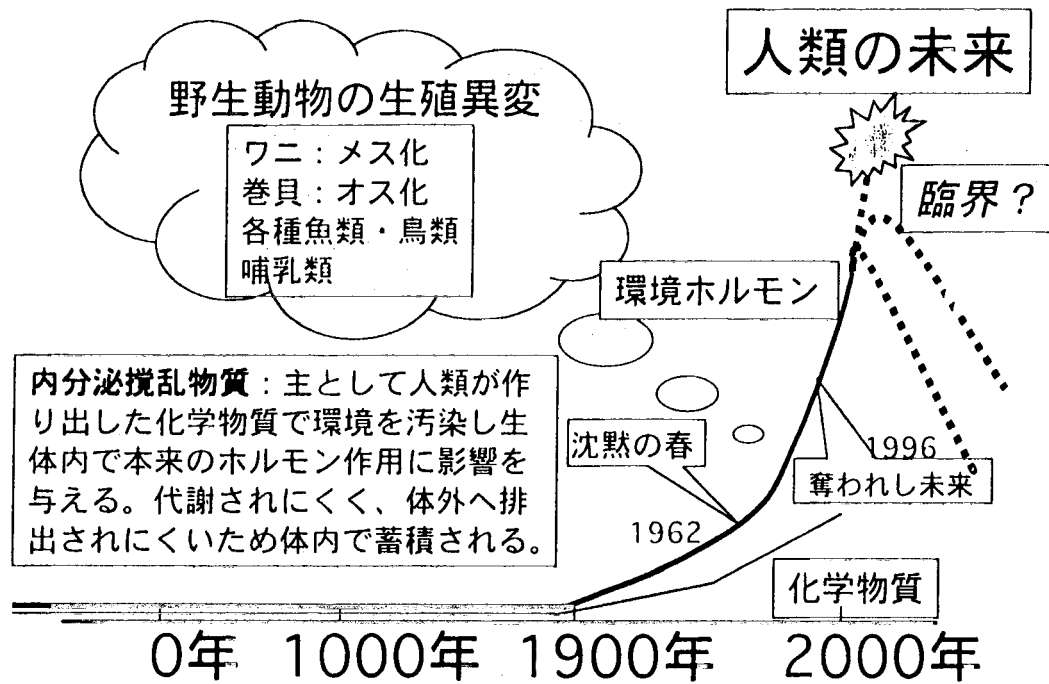 人類の未来
野生動物の生殖異変
ワニ：メス化
巻貝：オス化
各種魚類・鳥類
哺乳類
臨界？
環境ホルモン
内分泌撹乱物質：主として人類が作
り出した化学物質で環境を汚染し生
体内で本来のホルモン作用に影響を
与える。代謝されにくく、体外へ排
出されにくいため体内で蓄積される。
沈黙の春
1996
奪われし未来
1962
化学物質
0年 1000年 1900年 2000年